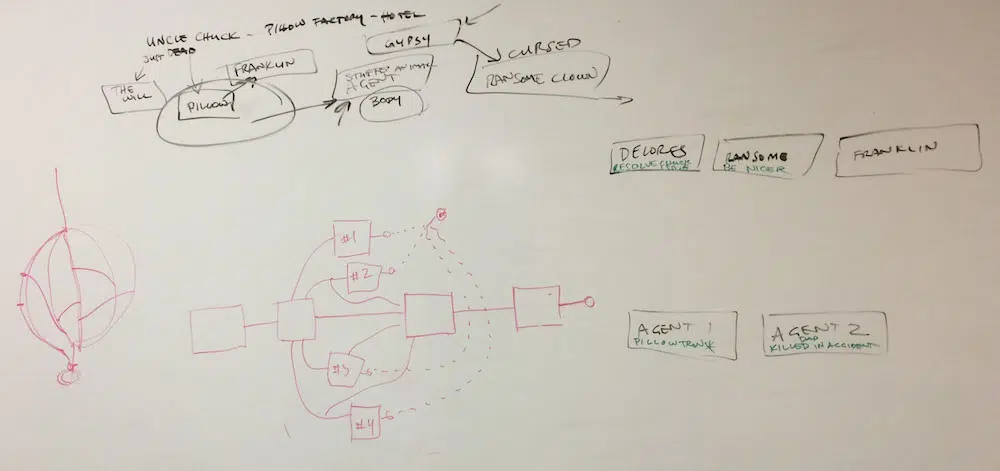 UNCLE CHUCK - PILLOW FACTORY - HOTEL
JUST DEAD
GYPSY
CURSED
FRANKLIN
THE WILL
PILLOW
STUFFED ANIMAL
AGENT
BODY
RANSOME CLOWN
DELORES
RESOLVE CHUCK
RANSOME
BE NICER
FRANKLIN
#1
#2
#3
#4
AGENT 1
PILLOW TRANSK
AGENT 2
DAD
KILLED IN ACCIDENT